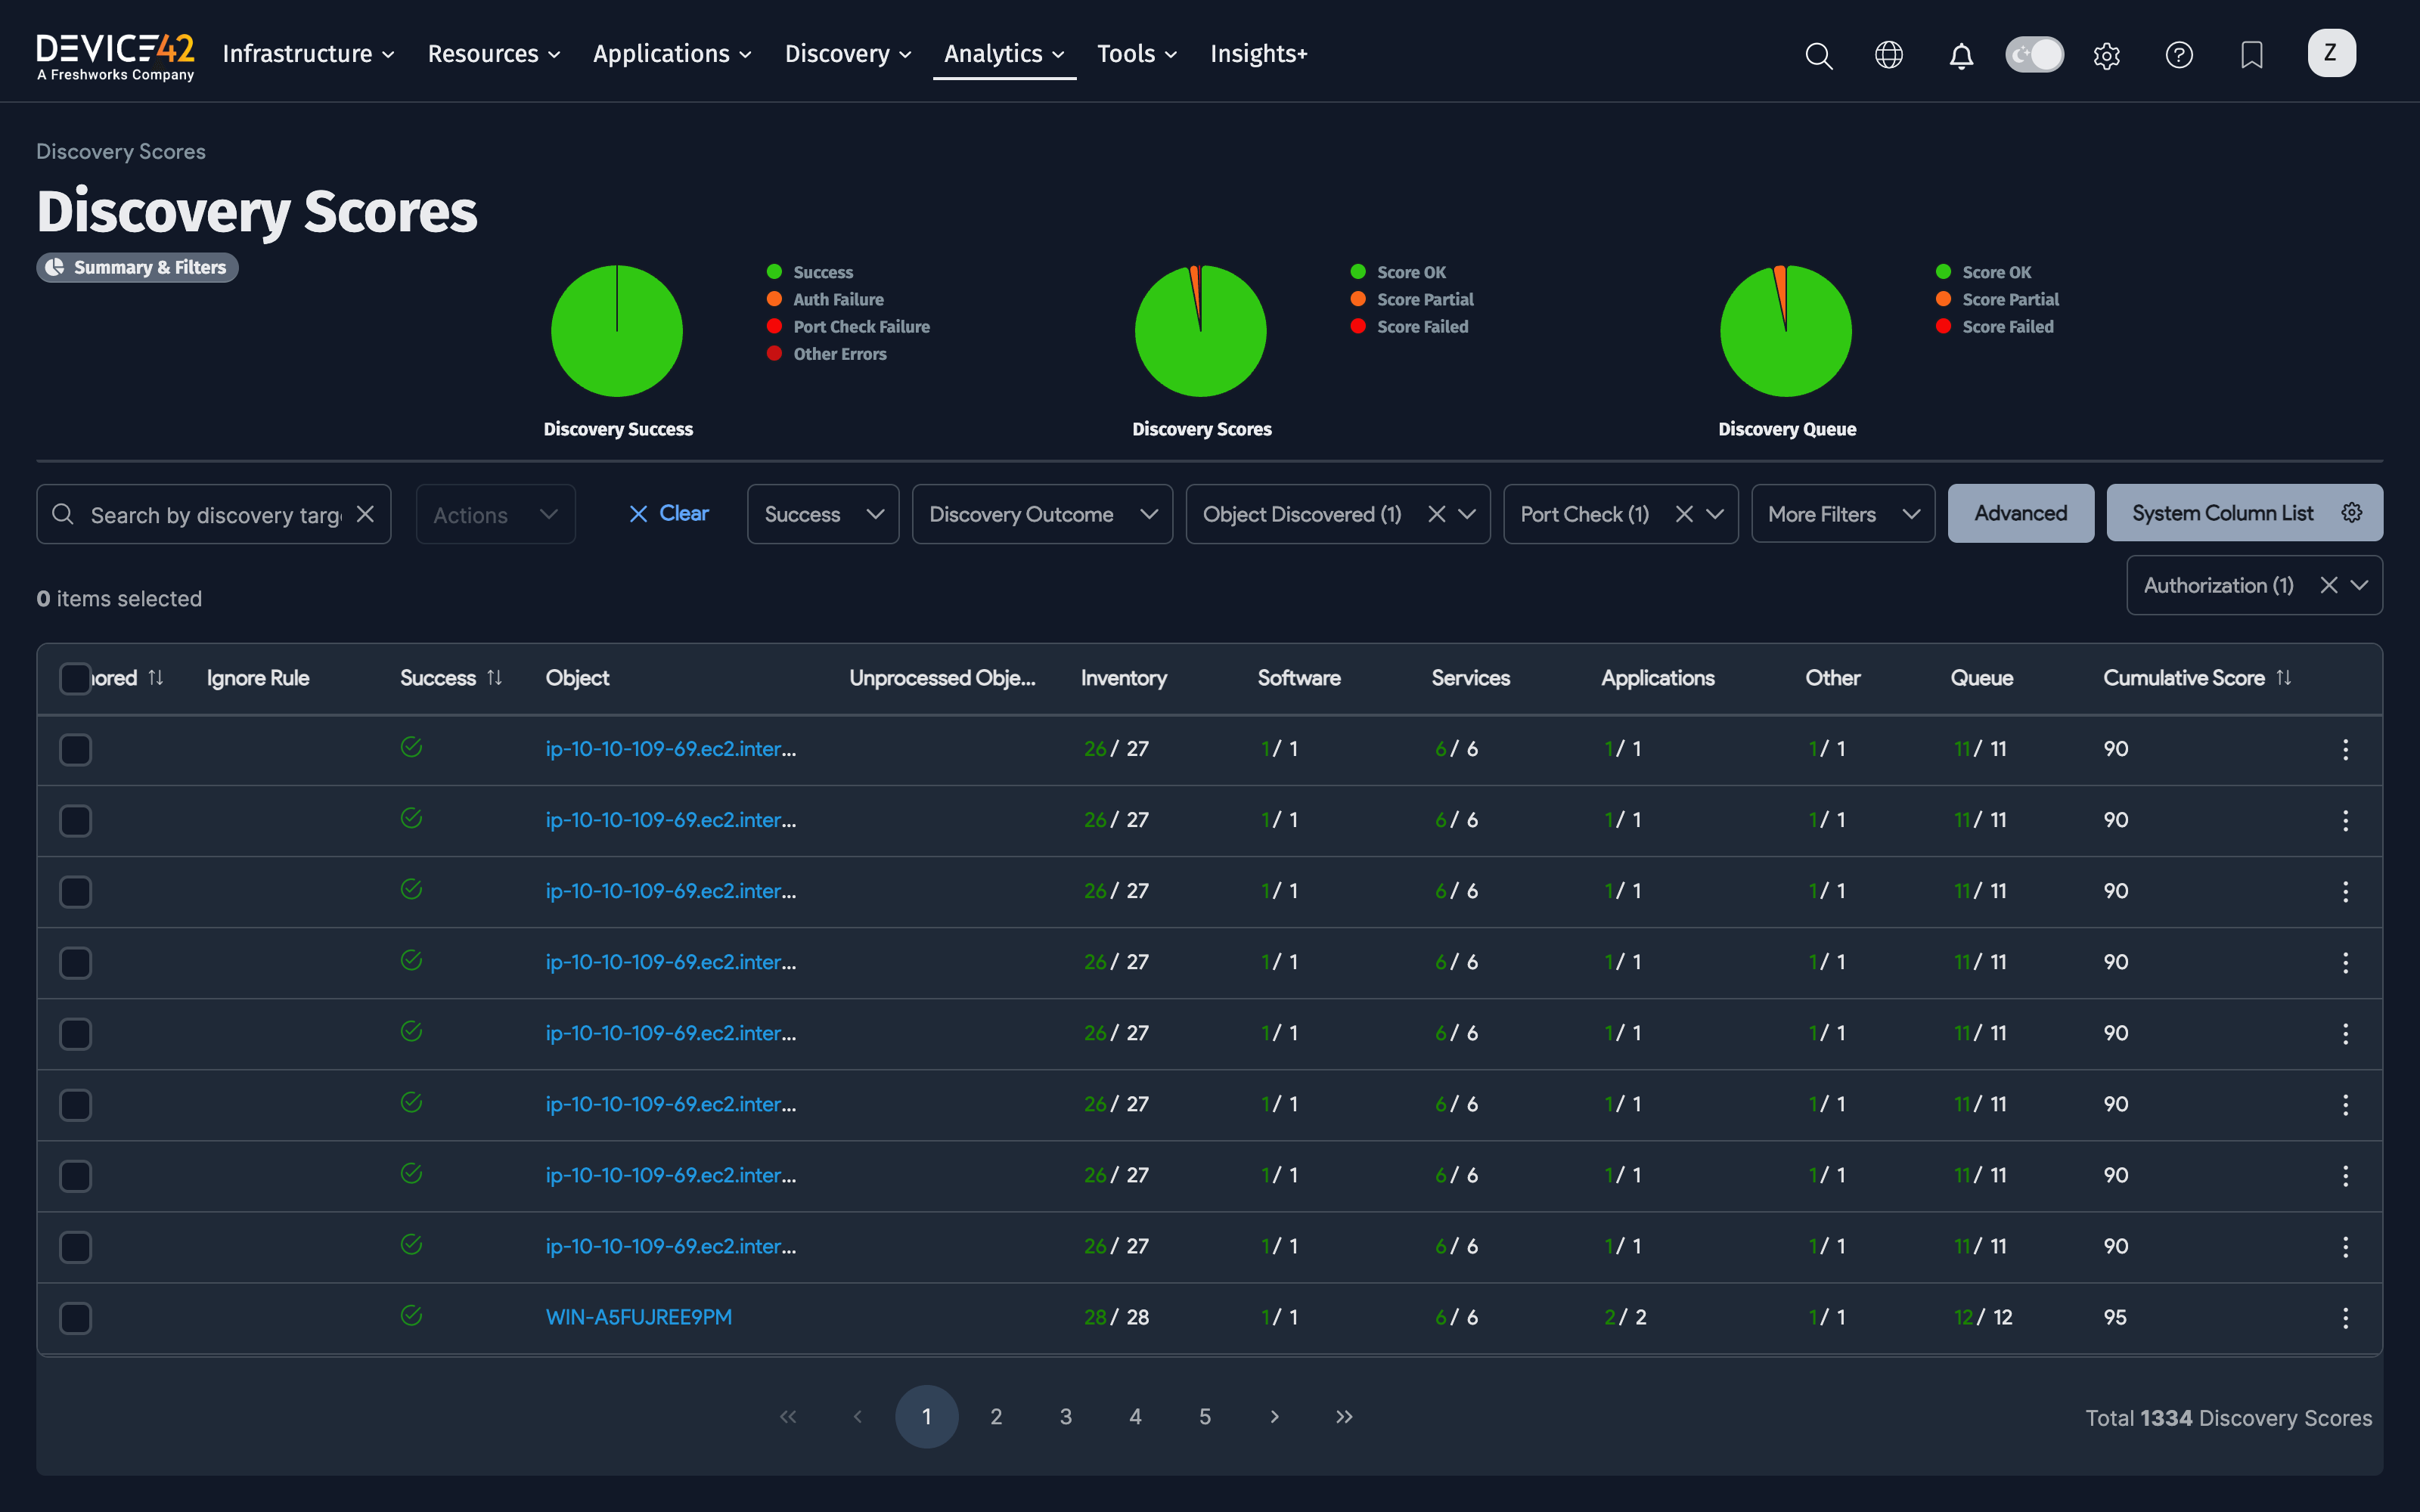 DEVICE42
A Freshworks Company
Infrastructure Resources Applications Discovery Analytics Tools Insights+
Z
Discovery Scores
Discovery Scores
Summary & Filters
Success
Auth Failure
Port Check Failure
Other Errors
Discovery Success
Score OK
Score Partial
Score Failed
Discovery Scores
Score OK
Score Partial
Score Failed
Discovery Queue
Search by discovery targ
Actions
Clear
Success
Discovery Outcome
Object Discovered (1)
Port Check (1)
More Filters
Advanced
System Column List
Authorization (1)
0 items selected
nored Ignore Rule Success Object Unprocessed Obje... Inventory Software Services Applications Other Queue Cumulative Score
ip-10-10-109-69.ec2.inter... 26/ 27 1/ 1 6/ 6 1/ 1 1/ 1 11/ 11 90
ip-10-10-109-69.ec2.inter... 26/ 27 1/ 1 6/ 6 1/ 1 1/ 1 11/ 11 90
ip-10-10-109-69.ec2.inter... 26/ 27 1/ 1 6/ 6 1/ 1 1/ 1 11/ 11 90
ip-10-10-109-69.ec2.inter... 26/ 27 1/ 1 6/ 6 1/ 1 1/ 1 11/ 11 90
ip-10-10-109-69.ec2.inter... 26/ 27 1/ 1 6/ 6 1/ 1 1/ 1 11/ 11 90
ip-10-10-109-69.ec2.inter... 26/ 27 1/ 1 6/ 6 1/ 1 1/ 1 11/ 11 90
ip-10-10-109-69.ec2.inter... 26/ 27 1/ 1 6/ 6 1/ 1 1/ 1 11/ 11 90
ip-10-10-109-69.ec2.inter... 26/ 27 1/ 1 6/ 6 1/ 1 1/ 1 11/ 11 90
WIN-A5FUJREE9PM 28/ 28 1/ 1 6/ 6 2/ 2 1/ 1 12/ 12 95
1 2 3 4 5
Total 1334 Discovery Scores